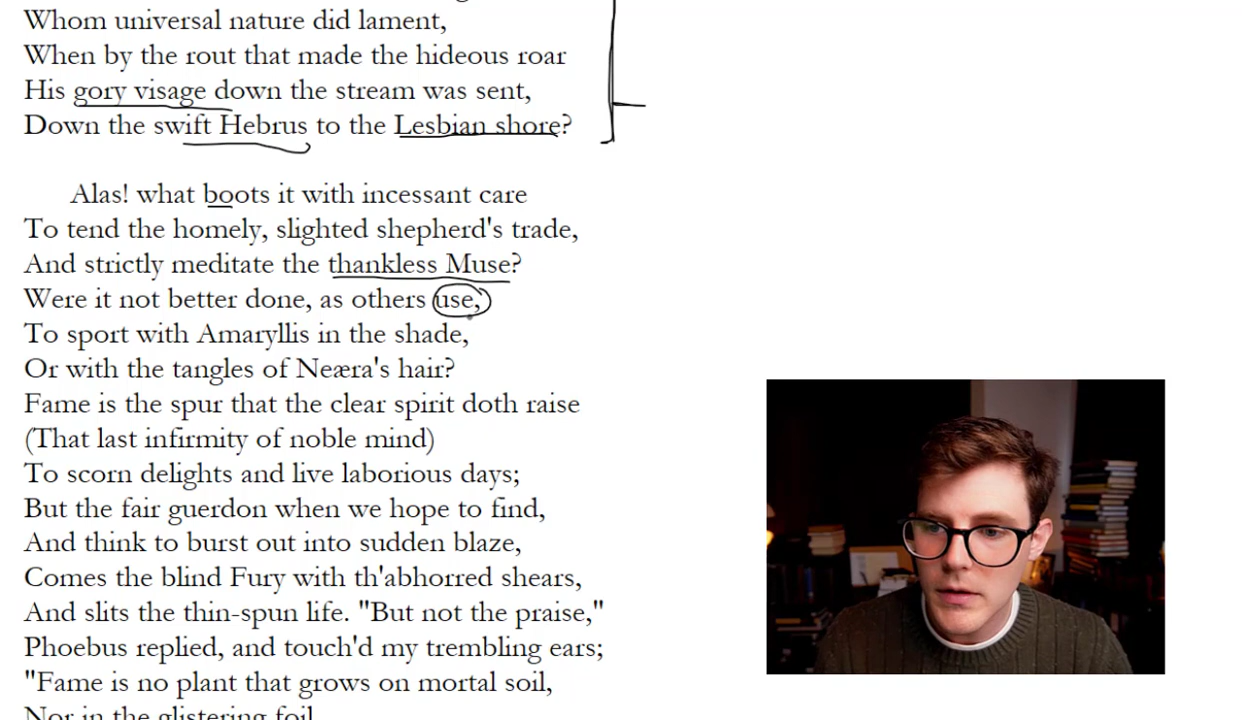 Whom universal nature did lament,
When by the rout that made the hideous roar
His gory visage down the stream was sent,
Down the swift Hebrus to the Lesbian shore?
Alas! what boots it with incessant care
To tend the homely, slighted shepherd's trade,
And strictly meditate the thankless Muse?
Were it not better done, as others use,
To sport with Amaryllis in the shade,
Or with the tangles of Neæra's hair?
Fame is the spur that the clear spirit doth raise
(That last infirmity of noble mind)
To scorn delights and live laborious days;
But the fair guerdon when we hope to find,
And think to burst out into sudden blaze,
Comes the blind Fury with th'abhorred shears,
And slits the thin-spun life. "But not the praise,"
Phoebus replied, and touch'd my trembling ears;
"Fame is no plant that grows on mortal soil,
Nor in the glistering foil